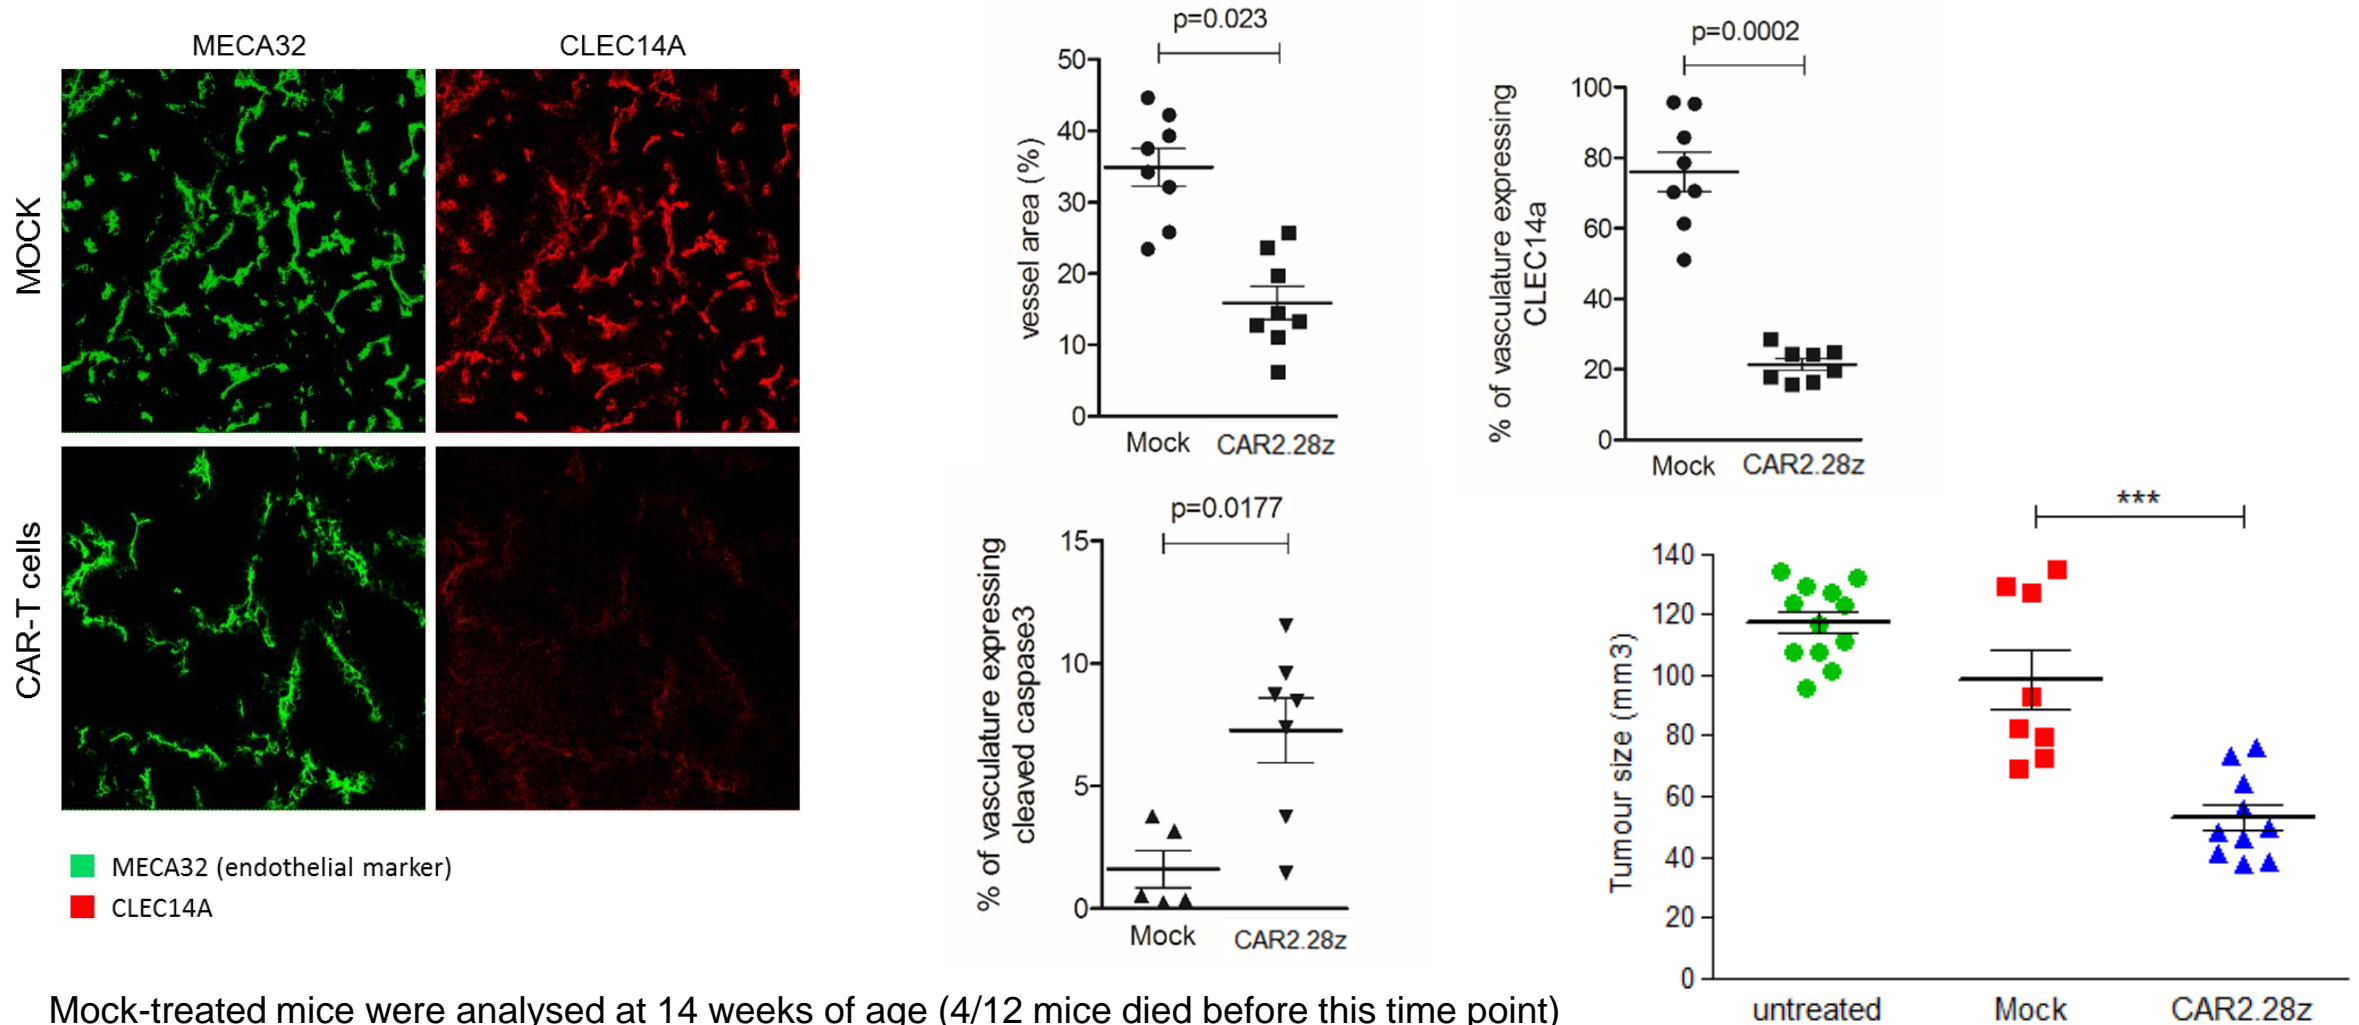 MECA32
CLEC14A
MOCK
CAR-T cells
MECA32 (endothelial marker)
CLEC14A
p=0.023
50
40
30
20
10
0
vessel area (%)
Mock
CAR2.28z
p=0.0002
100
80
60
40
20
0
% of vasculature expressing
CLEC14a
Mock
CAR2.28z
p=0.0177
15
10
5
0
% of vasculature expressing
cleaved caspase3
Mock
CAR2.28z
***
140
120
100
80
60
40
20
0
Tumour size (mm3)
untreated
Mock
CAR2.28z
Mock-treated mice were analysed at 14 weeks of age (4/12 mice died before this time point)